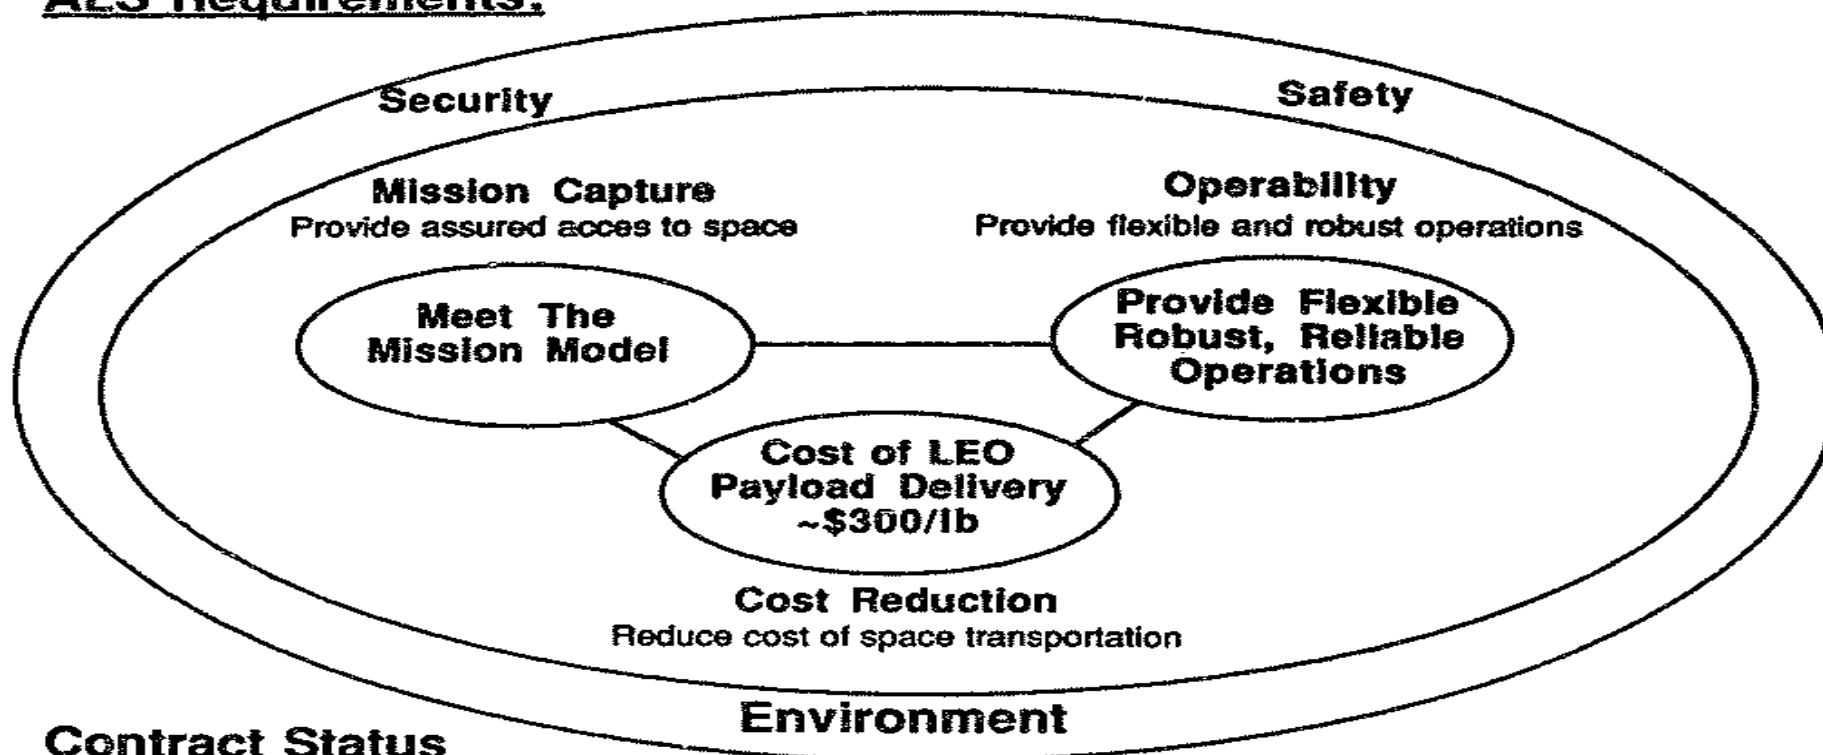 ALS Requirements:
Security
Safety
Mission Capture
Provide assured acces to space
Operability
Provide flexible and robust operations
Meet The
Mission Model
Provide Flexible
Robust, Reliable
Operations
Cost of LEO
Payload Delivery
~$300/lb
Cost Reduction
Reduce cost of space transportation
Environment
Contract Status